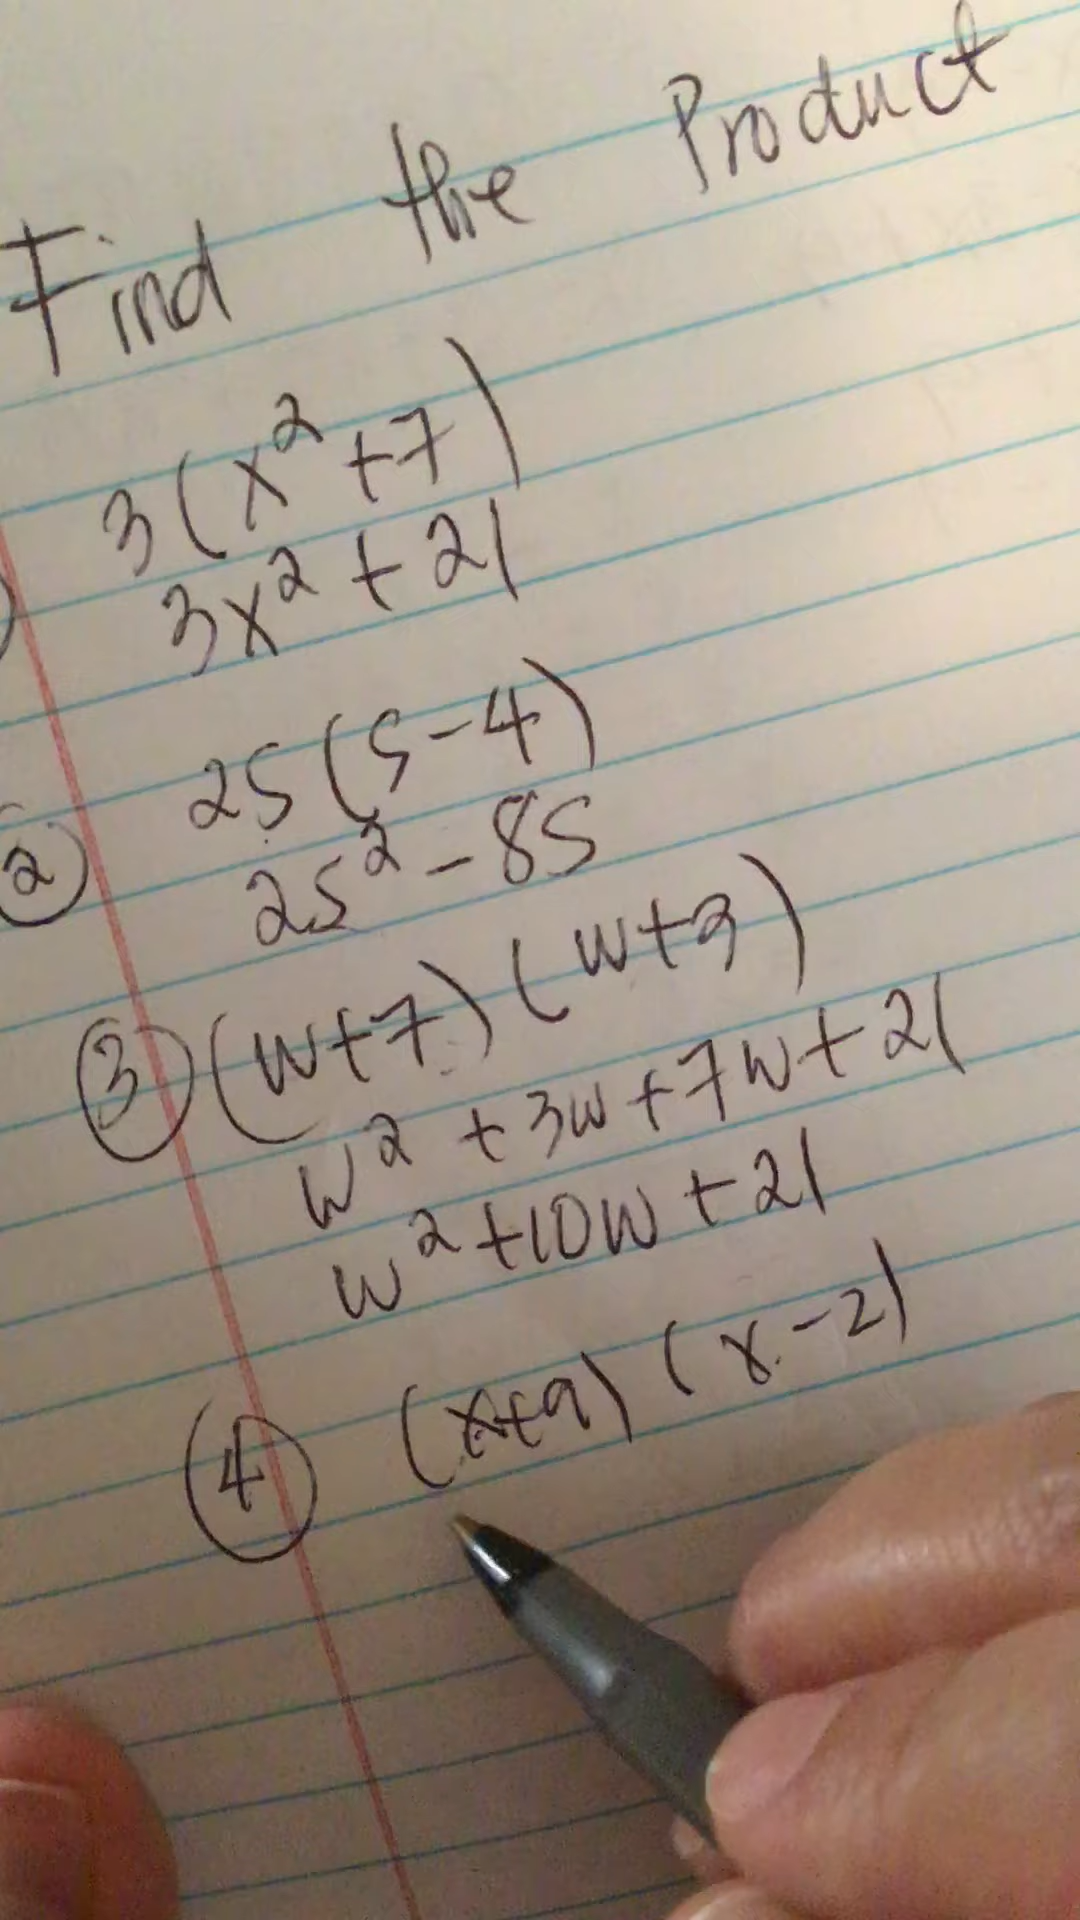 Find the Product
3(x²+7)
3x²+21
② 2s(s-4)
2s²-8s
③ (w+7)(w+3)
w²+3w+7w+21
w²+10w+21
④ (x+9)(x-2)